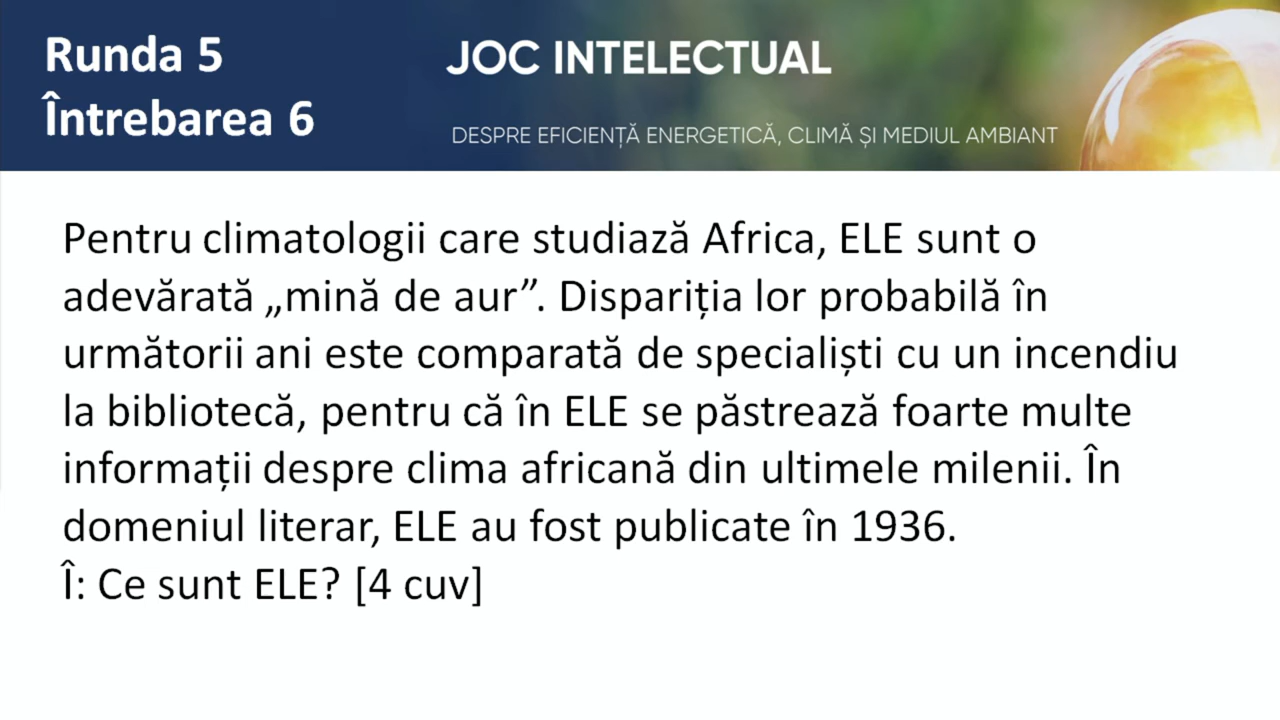 Runda 5
Întrebarea 6
JOC INTELECTUAL
DESPRE EFICIENȚĂ ENERGETICĂ, CLIMĂ ȘI MEDIUL AMBIANT
Pentru climatologii care studiază Africa, ELE sunt o
adevărată „mină de aur”. Dispariția lor probabilă în
următorii ani este comparată de specialiști cu un incendiu
la bibliotecă, pentru că în ELE se păstrează foarte multe
informații despre clima africană din ultimele milenii. În
domeniul literar, ELE au fost publicate în 1936.
Î: Ce sunt ELE? [4 cuv]